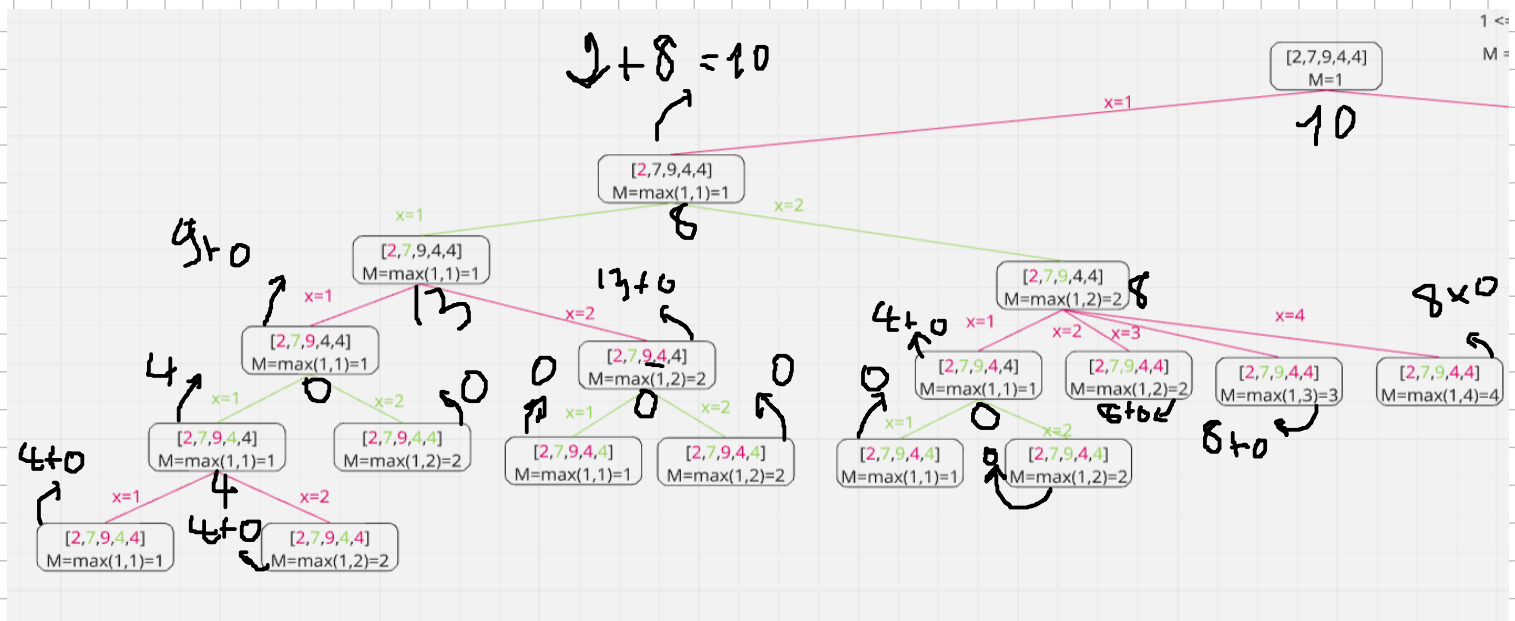 1 <=
M =
[2,7,9,4,4]
M=1
10
x=1
2+8=10
[2,7,9,4,4]
M=max(1,1)=1
8
x=1
x=2
9+0
[2,7,9,4,4]
M=max(1,1)=1
13
x=1
x=2
13+0
[2,7,9,4,4]
M=max(1,2)=2
8
x=1
x=2
x=3
x=4
8x0
4
[2,7,9,4,4]
M=max(1,1)=1
0
x=1
x=2
0
0
[2,7,9,4,4]
M=max(1,2)=2
0
x=1
x=2
0
4+0
[2,7,9,4,4]
M=max(1,1)=1
0
x=1
x=2
0
[2,7,9,4,4]
M=max(1,2)=2
8+0
[2,7,9,4,4]
M=max(1,3)=3
8+0
[2,7,9,4,4]
M=max(1,4)=4
4+0
[2,7,9,4,4]
M=max(1,1)=1
4
x=1
x=2
[2,7,9,4,4]
M=max(1,2)=2
[2,7,9,4,4]
M=max(1,1)=1
[2,7,9,4,4]
M=max(1,2)=2
[2,7,9,4,4]
M=max(1,1)=1
0
[2,7,9,4,4]
M=max(1,2)=2
[2,7,9,4,4]
M=max(1,1)=1
4+0
[2,7,9,4,4]
M=max(1,2)=2